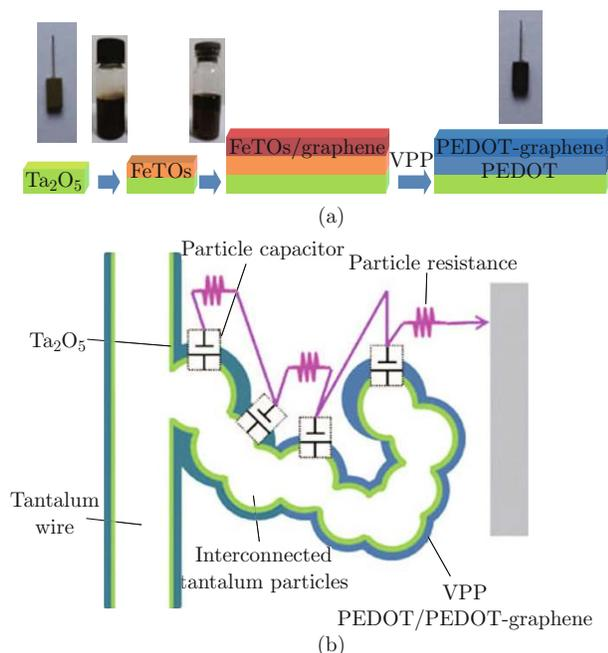 FeTOs/graphene
PEDOT-graphene
VPP
Ta₂O₅
FeTOs
PEDOT
(a)
Particle capacitor
Particle resistance
Ta₂O₅
Tantalum
wire
Interconnected
tantalum particles
VPP
PEDOT/PEDOT-graphene
(b)